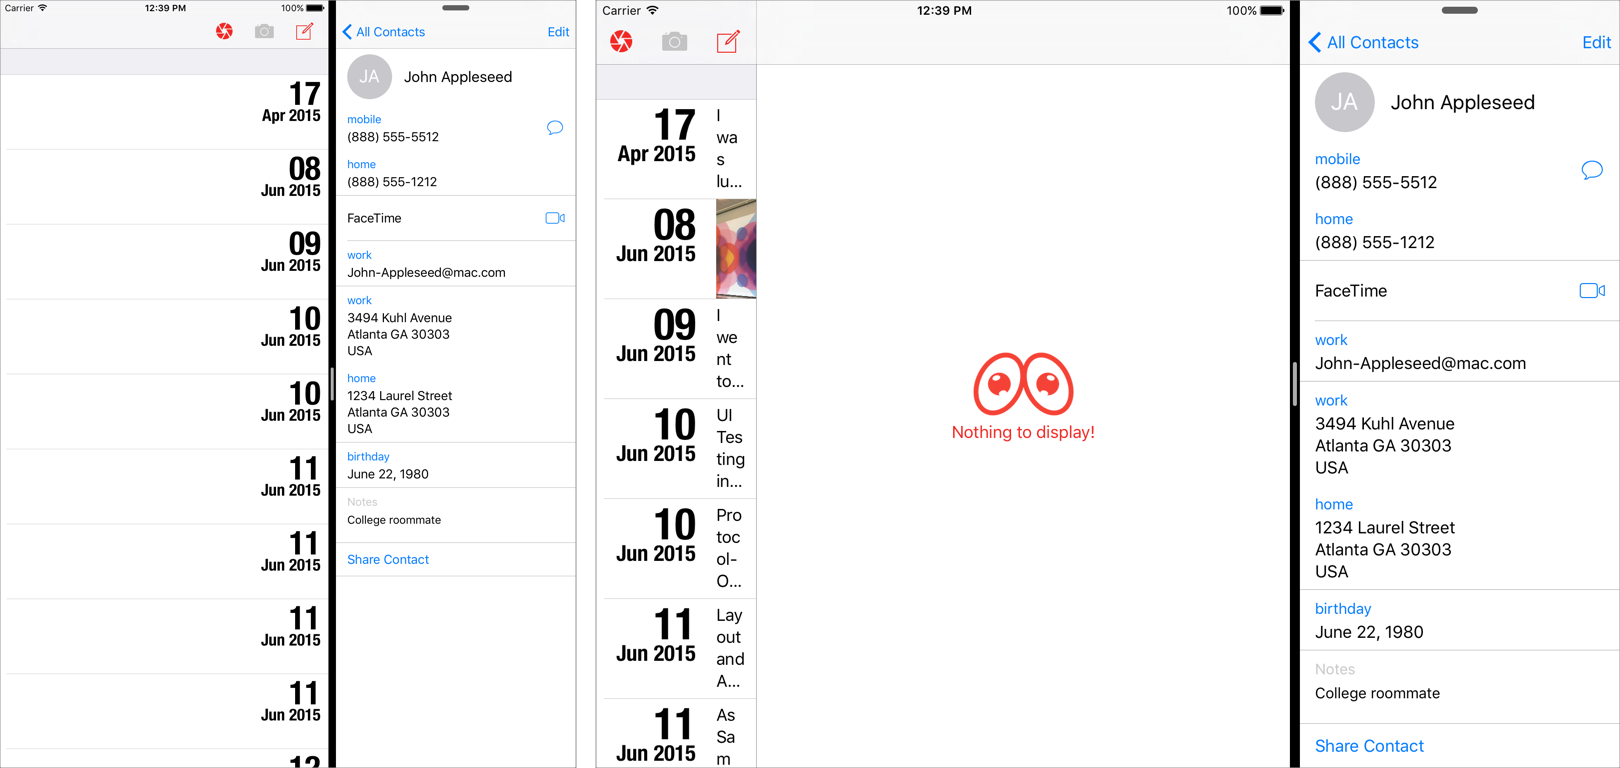 Carrier
12:39 PM
100%
17
Apr 2015
08
Jun 2015
09
Jun 2015
10
Jun 2015
10
Jun 2015
11
Jun 2015
11
Jun 2015
11
Jun 2015
11
Jun 2015
12
All Contacts
Edit
JA
John Appleseed
mobile
(888) 555-5512
home
(888) 555-1212
FaceTime
work
John-Appleseed@mac.com
work
3494 Kuhl Avenue
Atlanta GA 30303
USA
home
1234 Laurel Street
Atlanta GA 30303
USA
birthday
June 22, 1980
Notes
College roommate
Share Contact
Carrier
12:39 PM
100%
17
Apr 2015
I
wa
s
lu...
08
Jun 2015
09
Jun 2015
I
we
nt
to...
10
Jun 2015
UI
Tes
ting
in...
10
Jun 2015
Pro
toc
ol-
O...
11
Jun 2015
Lay
out
and
A...
11
Jun 2015
As
Sa
m
Nothing to display!
All Contacts
Edit
JA
John Appleseed
mobile
(888) 555-5512
home
(888) 555-1212
FaceTime
work
John-Appleseed@mac.com
work
3494 Kuhl Avenue
Atlanta GA 30303
USA
home
1234 Laurel Street
Atlanta GA 30303
USA
birthday
June 22, 1980
Notes
College roommate
Share Contact